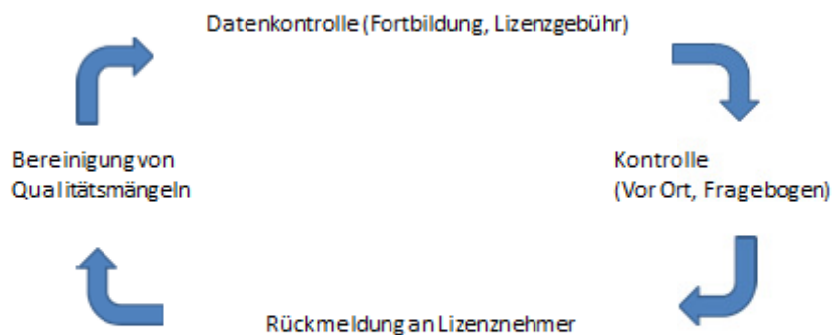 Datenkontrolle (Fortbildung, Lizenzgebühr)
Kontrolle
(Vor Ort, Fragebogen)
Rückmeldung an Lizenznehmer
Bereinigung von
Qualitätsmängeln